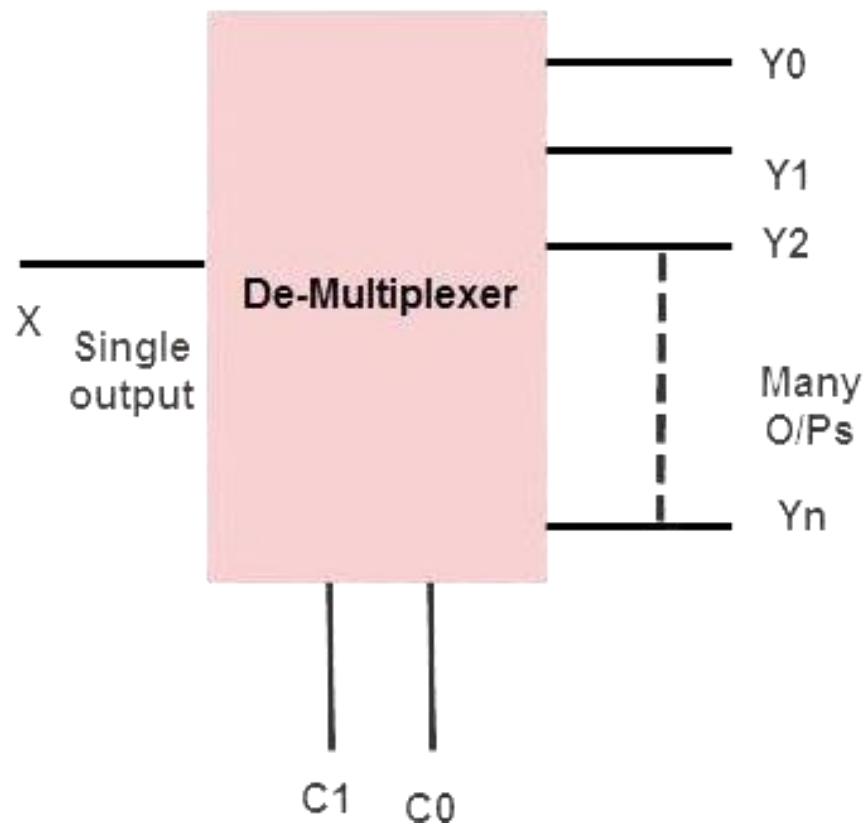 Y0
Y1
Y2
De-Multiplexer
X
Single
output
Many
O/Ps
Yn
C1
C0